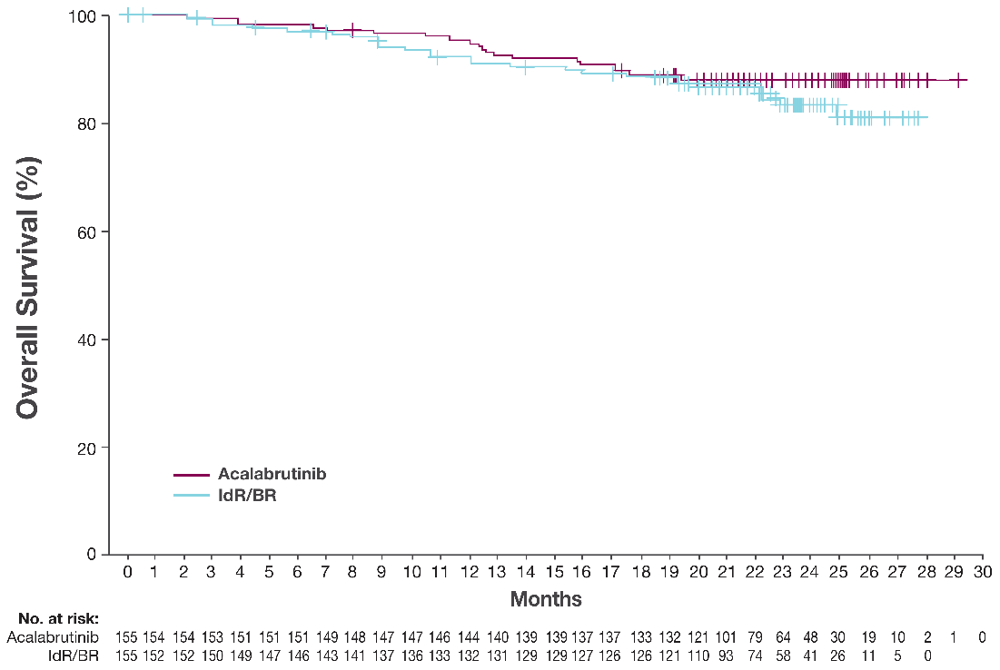 Overall Survival (%)
100
80
60
40
20
0
Acalabrutinib
IdR/BR
0 1 2 3 4 5 6 7 8 9 10 11 12 13 14 15 16 17 18 19 20 21 22 23 24 25 26 27 28 29 30
Months
No. at risk:
Acalabrutinib 155 154 154 153 151 151 151 149 148 147 147 146 144 140 139 139 137 137 133 132 121 101 79 64 48 30 19 10 2 1 0
IdR/BR 155 152 152 150 149 147 146 143 141 137 136 133 132 131 129 129 127 126 126 121 110 93 74 58 41 26 11 5 0